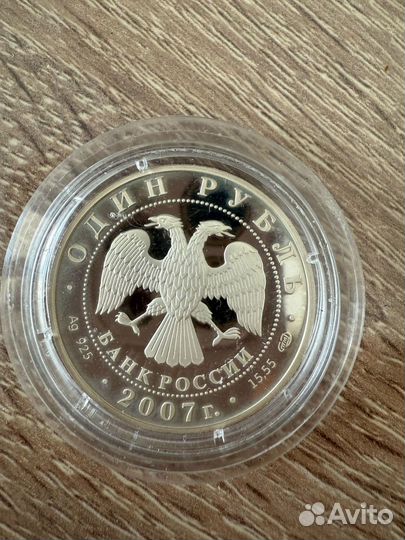 ОДИН РУБЛЬ
Ag 925
БАНК РОССИИ
15,55
2007 г.
Avito